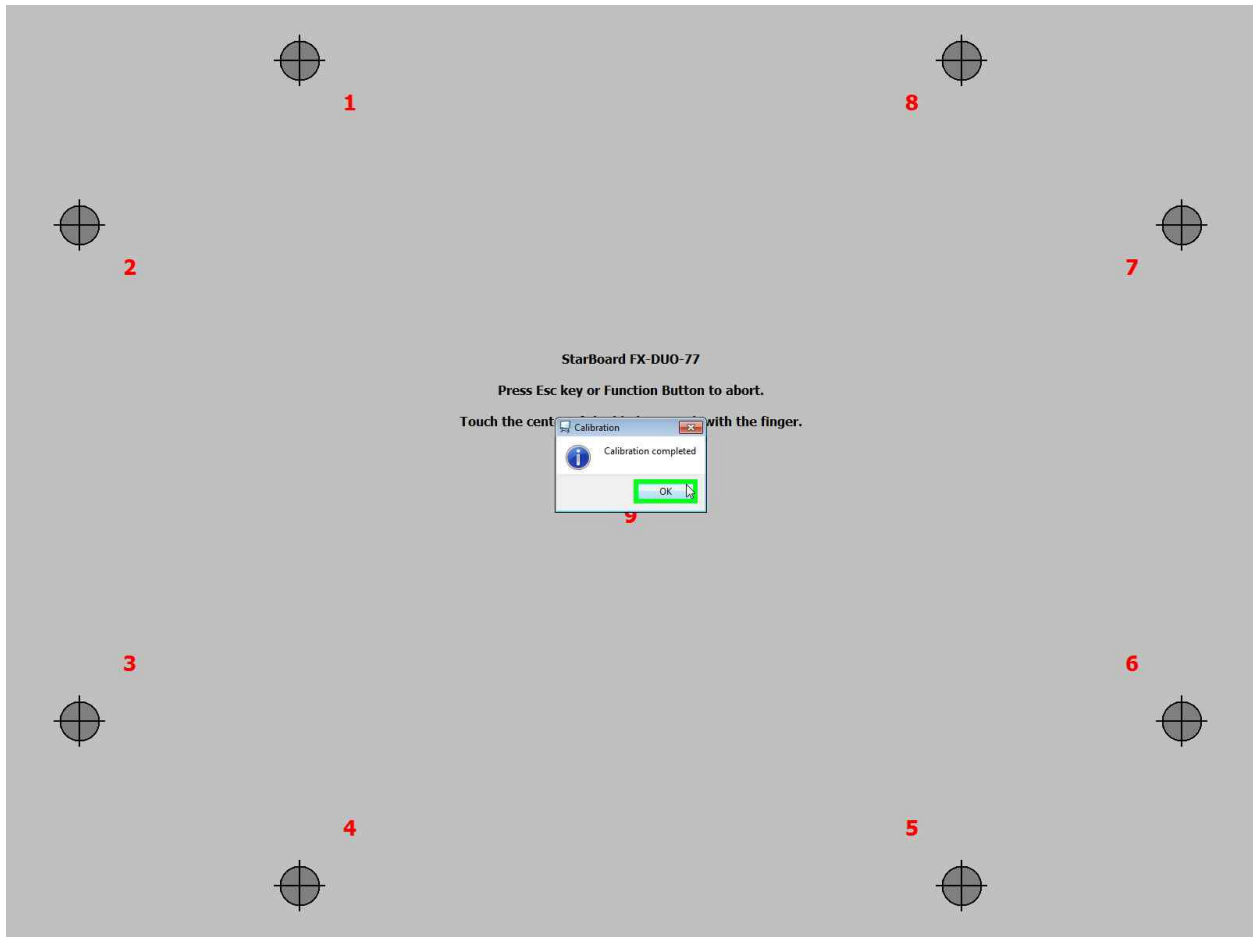 1
8
2
7
StarBoard FX-DUO-77
Press Esc key or Function Button to abort.
Touch the cent with the finger.
Calibration
Calibration completed
OK
9
3
6
4
5